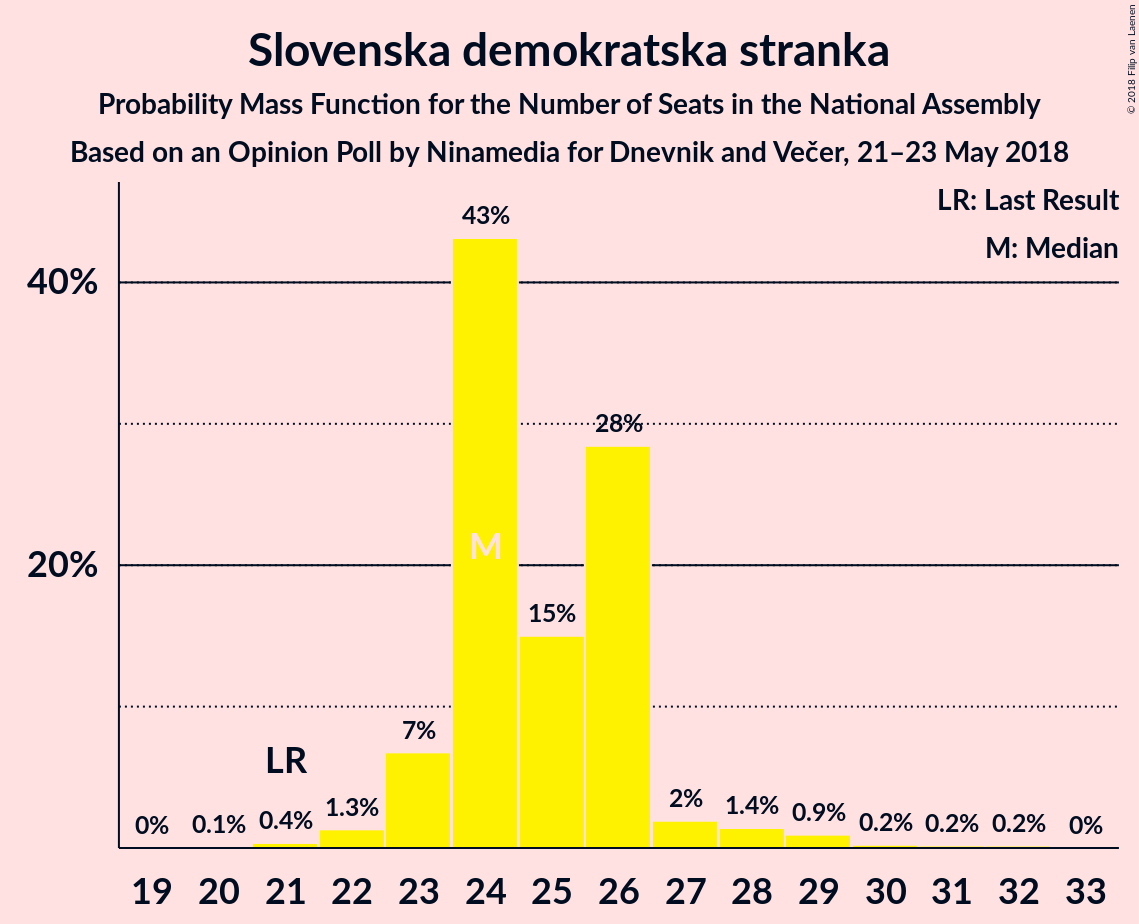 Slovenska demokratska stranka
Probability Mass Function for the Number of Seats in the National Assembly
Based on an Opinion Poll by Ninamedia for Dnevnik and Večer, 21–23 May 2018
© 2018 Filip van Laenen
LR: Last Result
M: Median
40%
20%
0%
0.1%
0.4%
LR
1.3%
7%
43%
M
15%
28%
2%
1.4%
0.9%
0.2%
0.2%
0.2%
0%
19 20 21 22 23 24 25 26 27 28 29 30 31 32 33